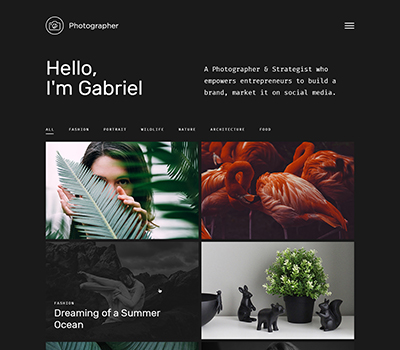 Photographer
Hello,
I'm Gabriel
A Photographer & Strategist who
empowers entrepreneurs to build a
brand, market it on social media.
ALL FASHION PORTRAIT WILDLIFE NATURE ARCHITECTURE FOOD
FASHION
Dreaming of a Summer
Ocean